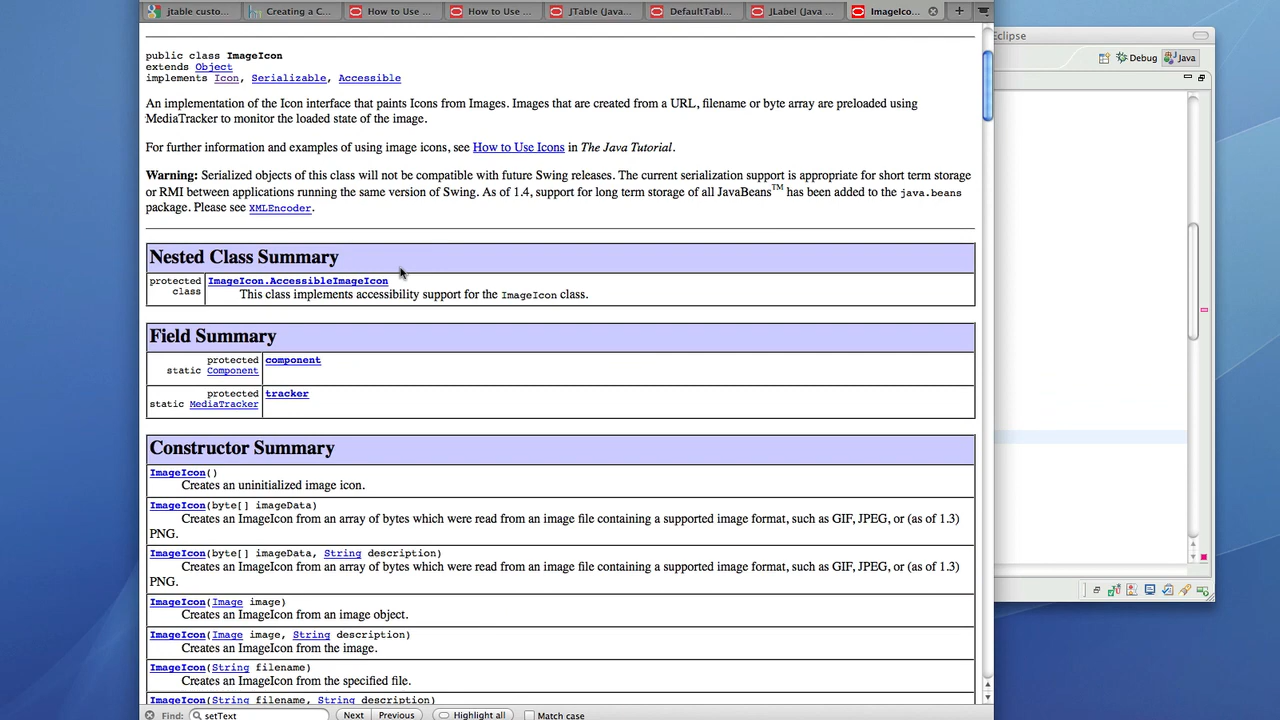 jtable custo...
Creating a C...
How to Use ...
How to Use ...
JTable (Java...
DefaultTabl...
JLabel (Java ...
ImageIco...
Eclipse
Debug
Java
public class ImageIcon
extends Object
implements Icon, Serializable, Accessible
An implementation of the Icon interface that paints Icons from Images. Images that are created from a URL, filename or byte array are preloaded using
MediaTracker to monitor the loaded state of the image.
For further information and examples of using image icons, see How to Use Icons in The Java Tutorial.
Warning: Serialized objects of this class will not be compatible with future Swing releases. The current serialization support is appropriate for short term storage
or RMI between applications running the same version of Swing. As of 1.4, support for long term storage of all JavaBeansTM has been added to the java.beans
package. Please see XMLEncoder.
Nested Class Summary
protected
class
ImageIcon.AccessibleImageIcon
This class implements accessibility support for the ImageIcon class.
Field Summary
protected
static Component
component
protected
static MediaTracker
tracker
Constructor Summary
ImageIcon()
Creates an uninitialized image icon.
ImageIcon(byte[] imageData)
Creates an ImageIcon from an array of bytes which were read from an image file containing a supported image format, such as GIF, JPEG, or (as of 1.3)
PNG.
ImageIcon(byte[] imageData, String description)
Creates an ImageIcon from an array of bytes which were read from an image file containing a supported image format, such as GIF, JPEG, or (as of 1.3)
PNG.
ImageIcon(Image image)
Creates an ImageIcon from an image object.
ImageIcon(Image image, String description)
Creates an ImageIcon from the image.
ImageIcon(String filename)
Creates an ImageIcon from the specified file.
ImageIcon(String filename, String description)
Find:
setText
Next
Previous
Highlight all
Match case